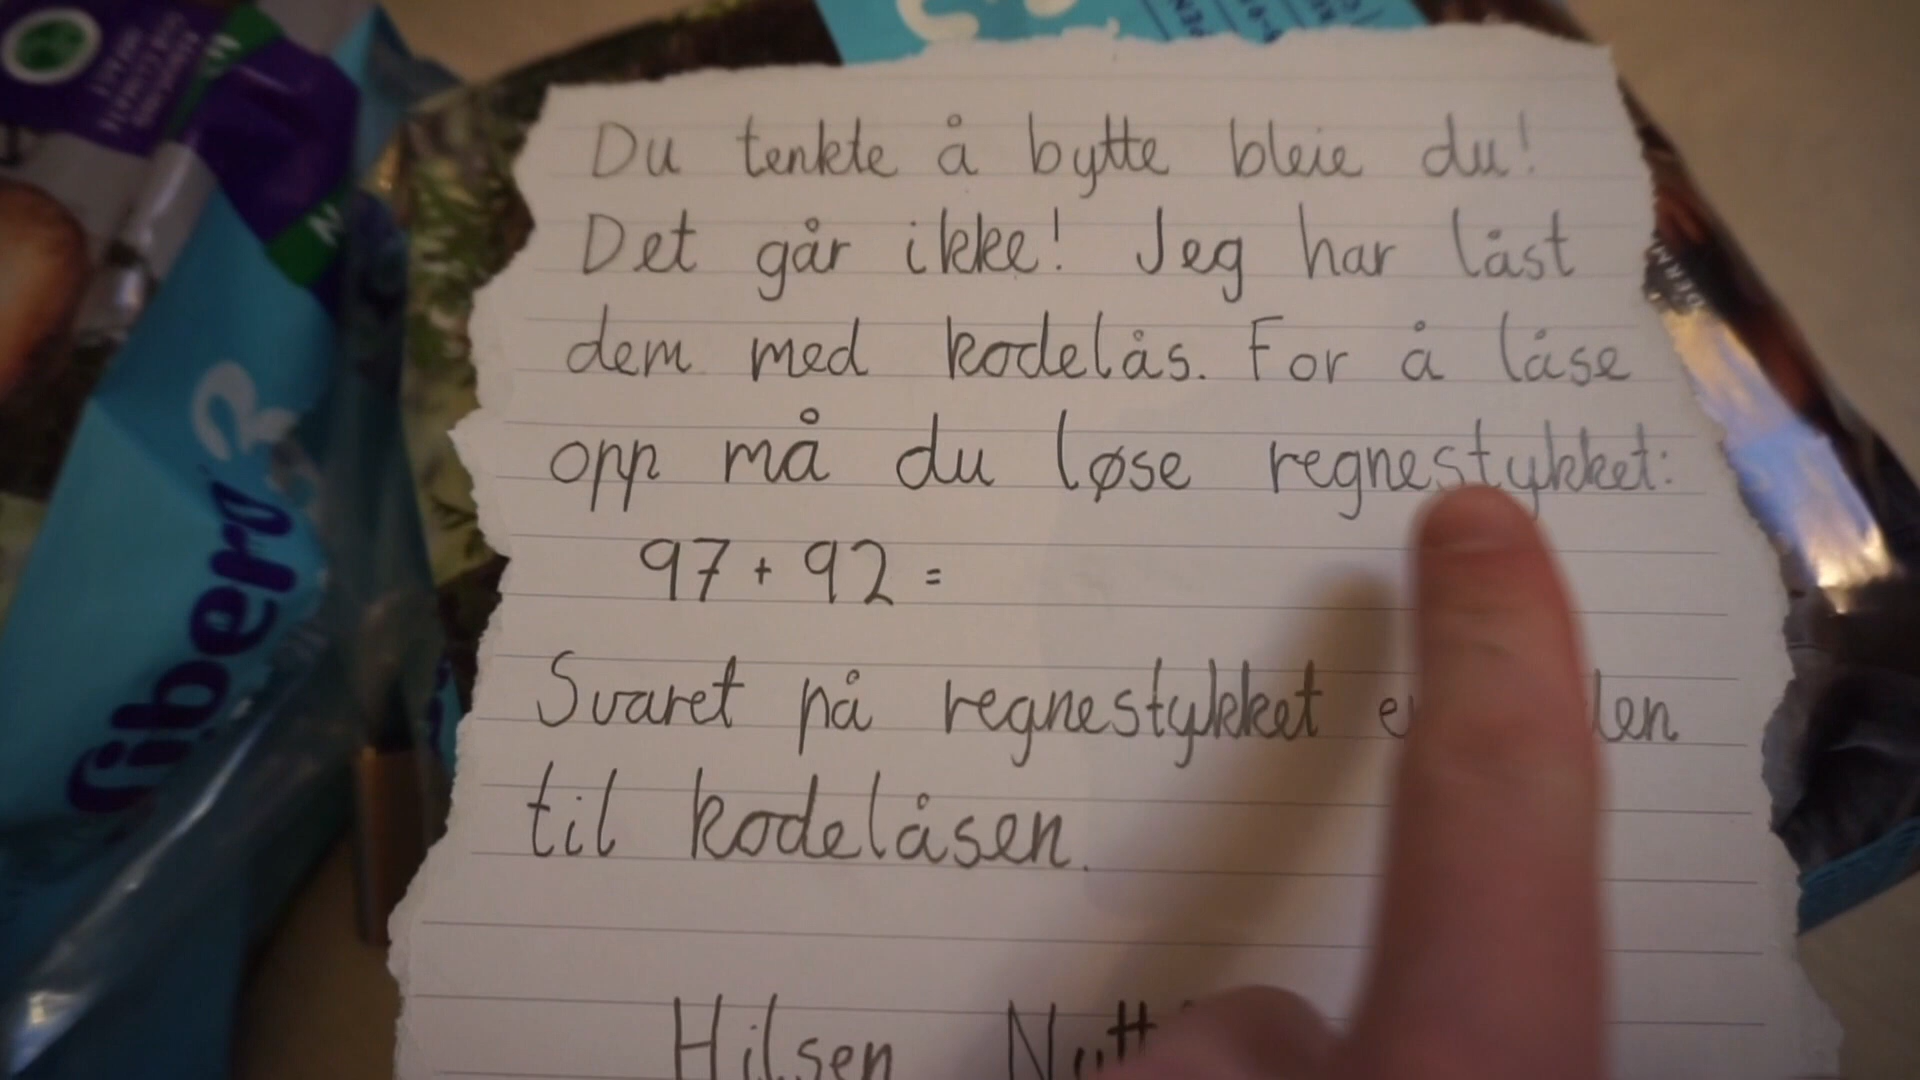 Du tenkte å bytte bleie du!
Det går ikke! Jeg har låst
dem med kodelås. For å låse
opp må du løse regnestykket:
97 + 92 =
Svaret på regnestykket
til kodelåsen.
Hilsen
libero